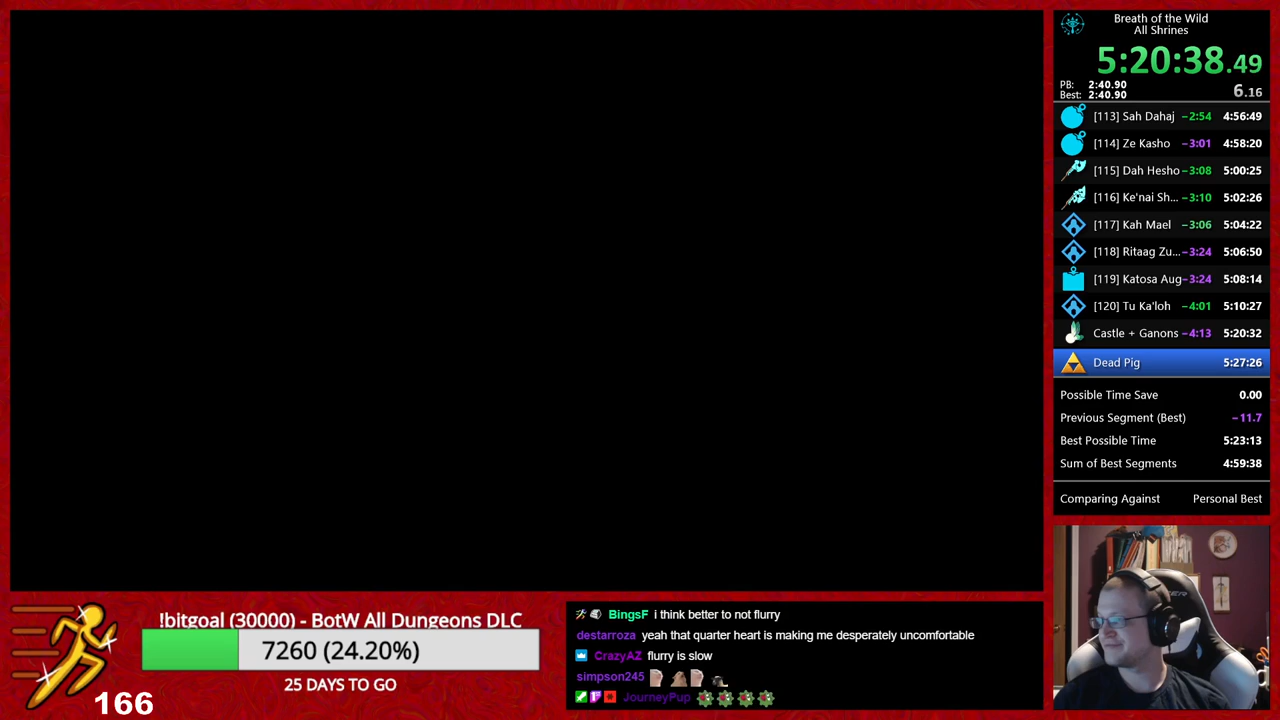 Breath of the Wild
All Shrines
5:20:38.49
PB: 2:40.90
Best: 2:40.90
6.16
[113] Sah Dahaj -2:54 4:56:49
[114] Ze Kasho -3:01 4:58:20
[115] Dah Hesho -3:08 5:00:25
[116] Ke'nai Sh... -3:10 5:02:26
[117] Kah Mael -3:06 5:04:22
[118] Ritaag Zu... -3:24 5:06:50
[119] Katosa Aug -3:24 5:08:14
[120] Tu Ka'loh -4:01 5:10:27
Castle + Ganons -4:13 5:20:32
Dead Pig 5:27:26
Possible Time Save 0.00
Previous Segment (Best) -11.7
Best Possible Time 5:23:13
Sum of Best Segments 4:59:38
Comparing Against Personal Best
166
!bitgoal (30000) - BotW All Dungeons DLC
7260 (24.20%)
25 DAYS TO GO
BingsF i think better to not flurry
destarroza yeah that quarter heart is making me desperately uncomfortable
CrazyAZ flurry is slow
simpson245
JourneyPup